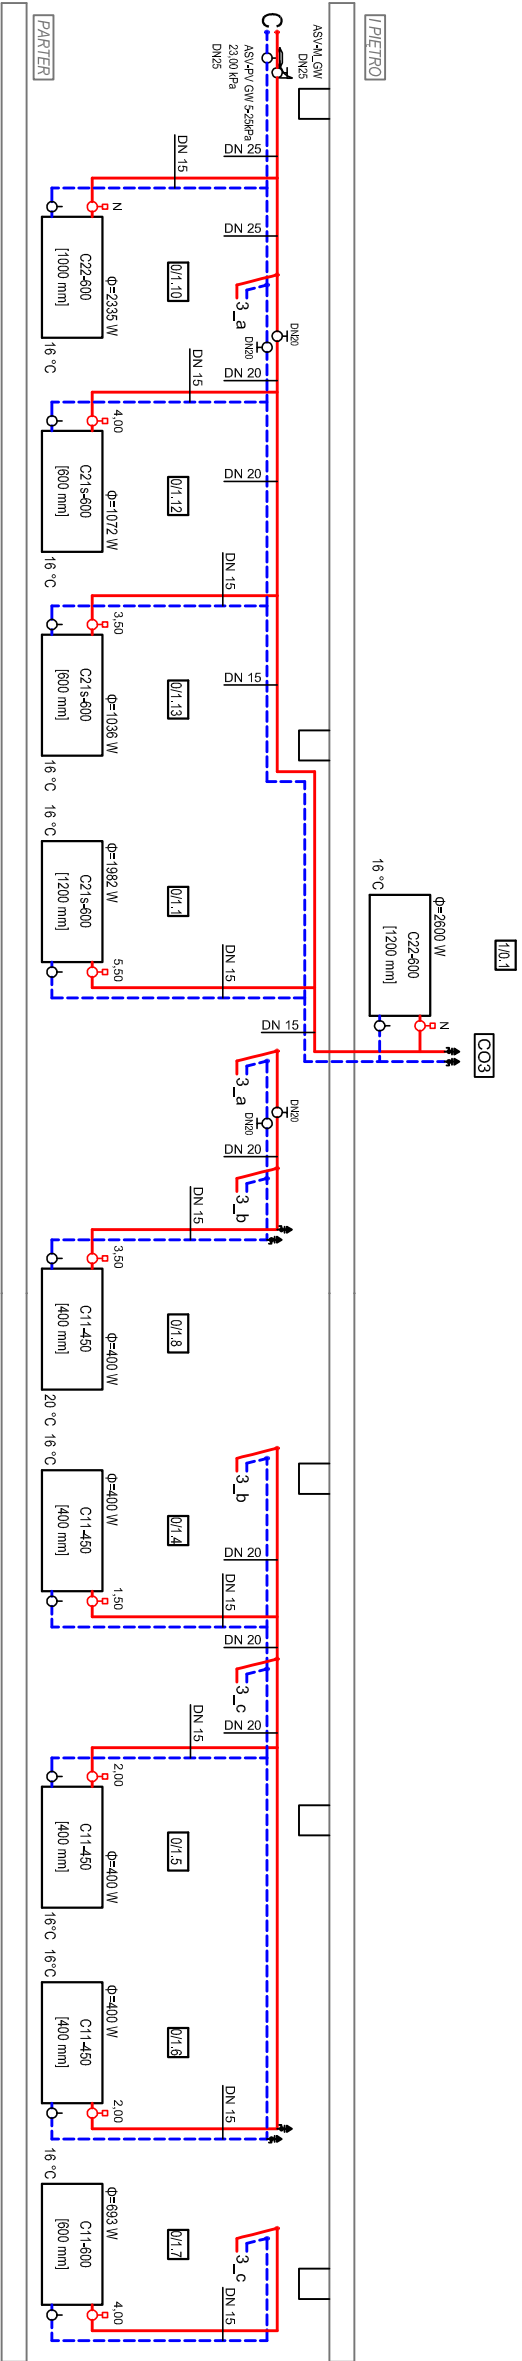 I PIĘTRO
PARTER
C
ASV-M_GW
DN25
ASV-PV GW 5-25kPa
23,00 kPa
DN25
DN 25
DN 15
N
C22-600
[1000 mm]
Φ=2335 W
16 °C
0/1.10
DN 25
3_a
DN20
DN20
DN 20
DN 15
4,00
C21s-600
[600 mm]
Φ=1072 W
16 °C
0/1.12
DN 20
DN 15
3,50
C21s-600
[600 mm]
Φ=1036 W
16 °C
0/1.13
DN 15
16 °C
Φ=1982 W
C21s-600
[1200 mm]
5,50
0/1.1
DN 15
1/0.1
16 °C
Φ=2600 W
C22-600
[1200 mm]
N
CO3
DN 15
3_a
DN20
DN20
DN 20
3_b
DN 15
3,50
C11-450
[400 mm]
Φ=400 W
20 °C
0/1.8
16 °C
Φ=400 W
C11-450
[400 mm]
1,50
0/1.4
3_b
DN 20
DN 15
DN 20
3_c
DN 20
DN 15
2,00
C11-450
[400 mm]
Φ=400 W
16°C
0/1.5
16°C
Φ=400 W
C11-450
[400 mm]
2,00
0/1.6
DN 15
16 °C
Φ=693 W
C11-600
[600 mm]
4,00
0/1.7
3_c
DN 15